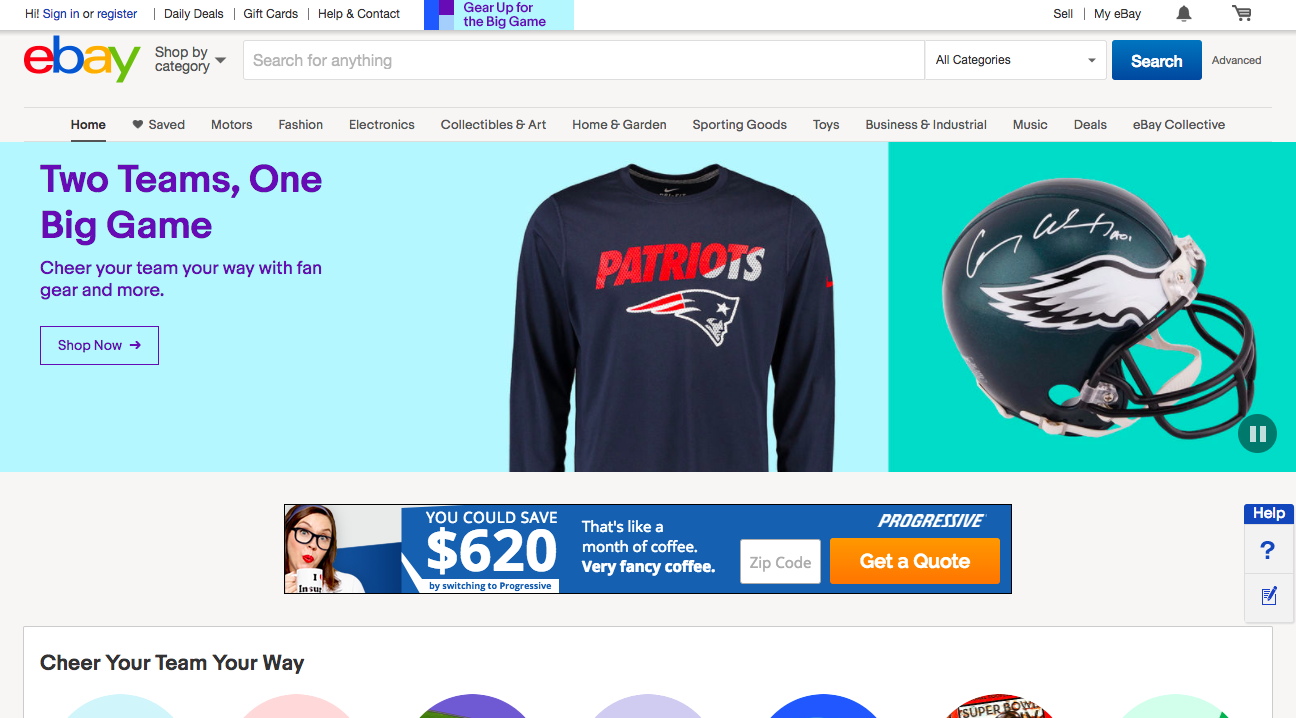 Hi! Sign in or register
Daily Deals
Gift Cards
Help & Contact
Gear Up for
the Big Game
Sell
My eBay
ebay
Shop by
category
Search for anything
All Categories
Search
Advanced
Home
Saved
Motors
Fashion
Electronics
Collectibles & Art
Home & Garden
Sporting Goods
Toys
Business & Industrial
Music
Deals
eBay Collective
Two Teams, One
Big Game
Cheer your team your way with fan
gear and more.
Shop Now
PATRIOTS
YOU COULD SAVE
$620
by switching to Progressive
That's like a
month of coffee.
Very fancy coffee.
PROGRESSIVE
Zip Code
Get a Quote
Help
?
Cheer Your Team Your Way
SUPER BOWL